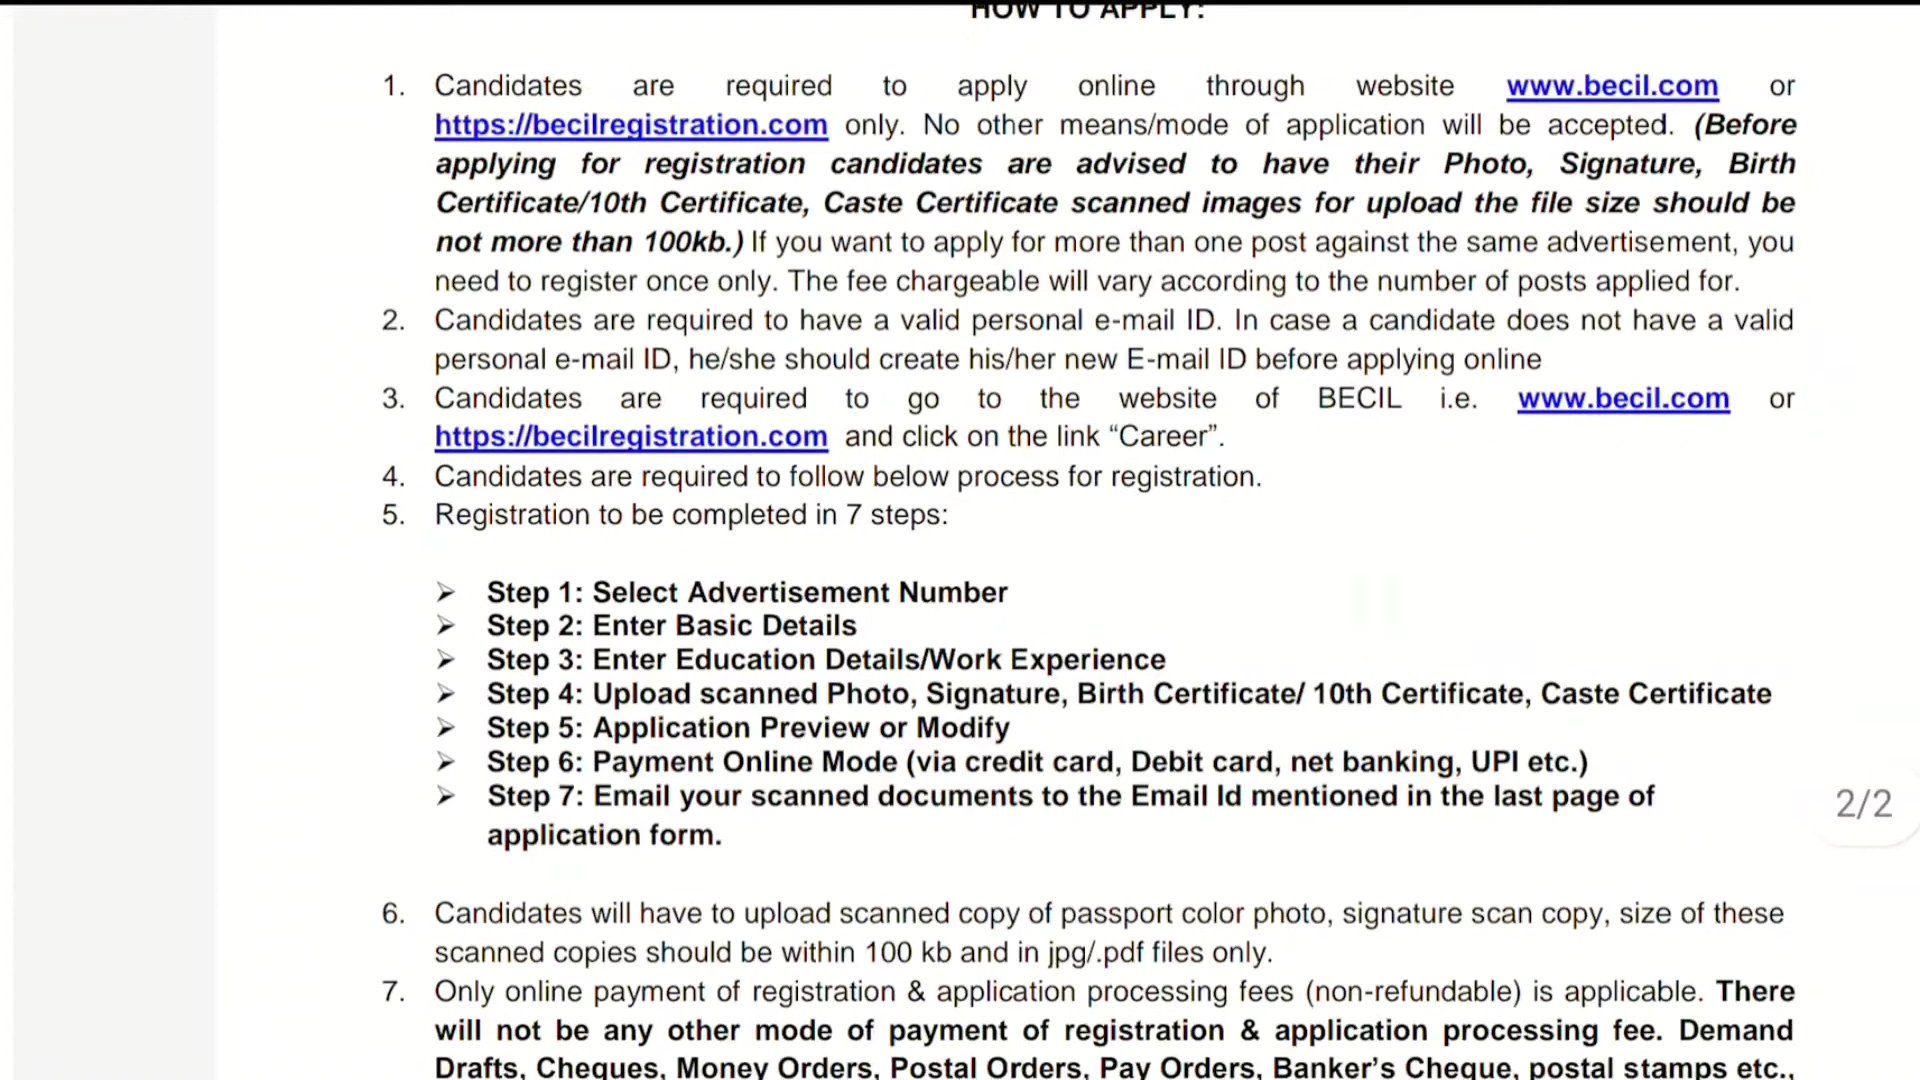 HOW TO APPLY:
1. Candidates are required to apply online through website www.becil.com or
https://becilregistration.com only. No other means/mode of application will be accepted. (Before
applying for registration candidates are advised to have their Photo, Signature, Birth
Certificate/10th Certificate, Caste Certificate scanned images for upload the file size should be
not more than 100kb.) If you want to apply for more than one post against the same advertisement, you
need to register once only. The fee chargeable will vary according to the number of posts applied for.
2. Candidates are required to have a valid personal e-mail ID. In case a candidate does not have a valid
personal e-mail ID, he/she should create his/her new E-mail ID before applying online
3. Candidates are required to go to the website of BECIL i.e. www.becil.com or
https://becilregistration.com and click on the link “Career”.
4. Candidates are required to follow below process for registration.
5. Registration to be completed in 7 steps:
➢ Step 1: Select Advertisement Number
➢ Step 2: Enter Basic Details
➢ Step 3: Enter Education Details/Work Experience
➢ Step 4: Upload scanned Photo, Signature, Birth Certificate/ 10th Certificate, Caste Certificate
➢ Step 5: Application Preview or Modify
➢ Step 6: Payment Online Mode (via credit card, Debit card, net banking, UPI etc.)
➢ Step 7: Email your scanned documents to the Email Id mentioned in the last page of
application form.
2/2
6. Candidates will have to upload scanned copy of passport color photo, signature scan copy, size of these
scanned copies should be within 100 kb and in jpg/.pdf files only.
7. Only online payment of registration & application processing fees (non-refundable) is applicable. There
will not be any other mode of payment of registration & application processing fee. Demand
Drafts, Cheques, Money Orders, Postal Orders, Pay Orders, Banker’s Cheque, postal stamps etc.,